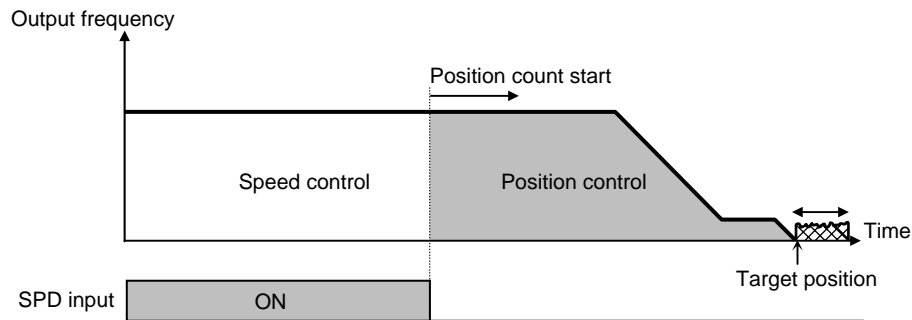 Output frequency
Position count start
Speed control
Position control
Time
Target position
SPD input
ON